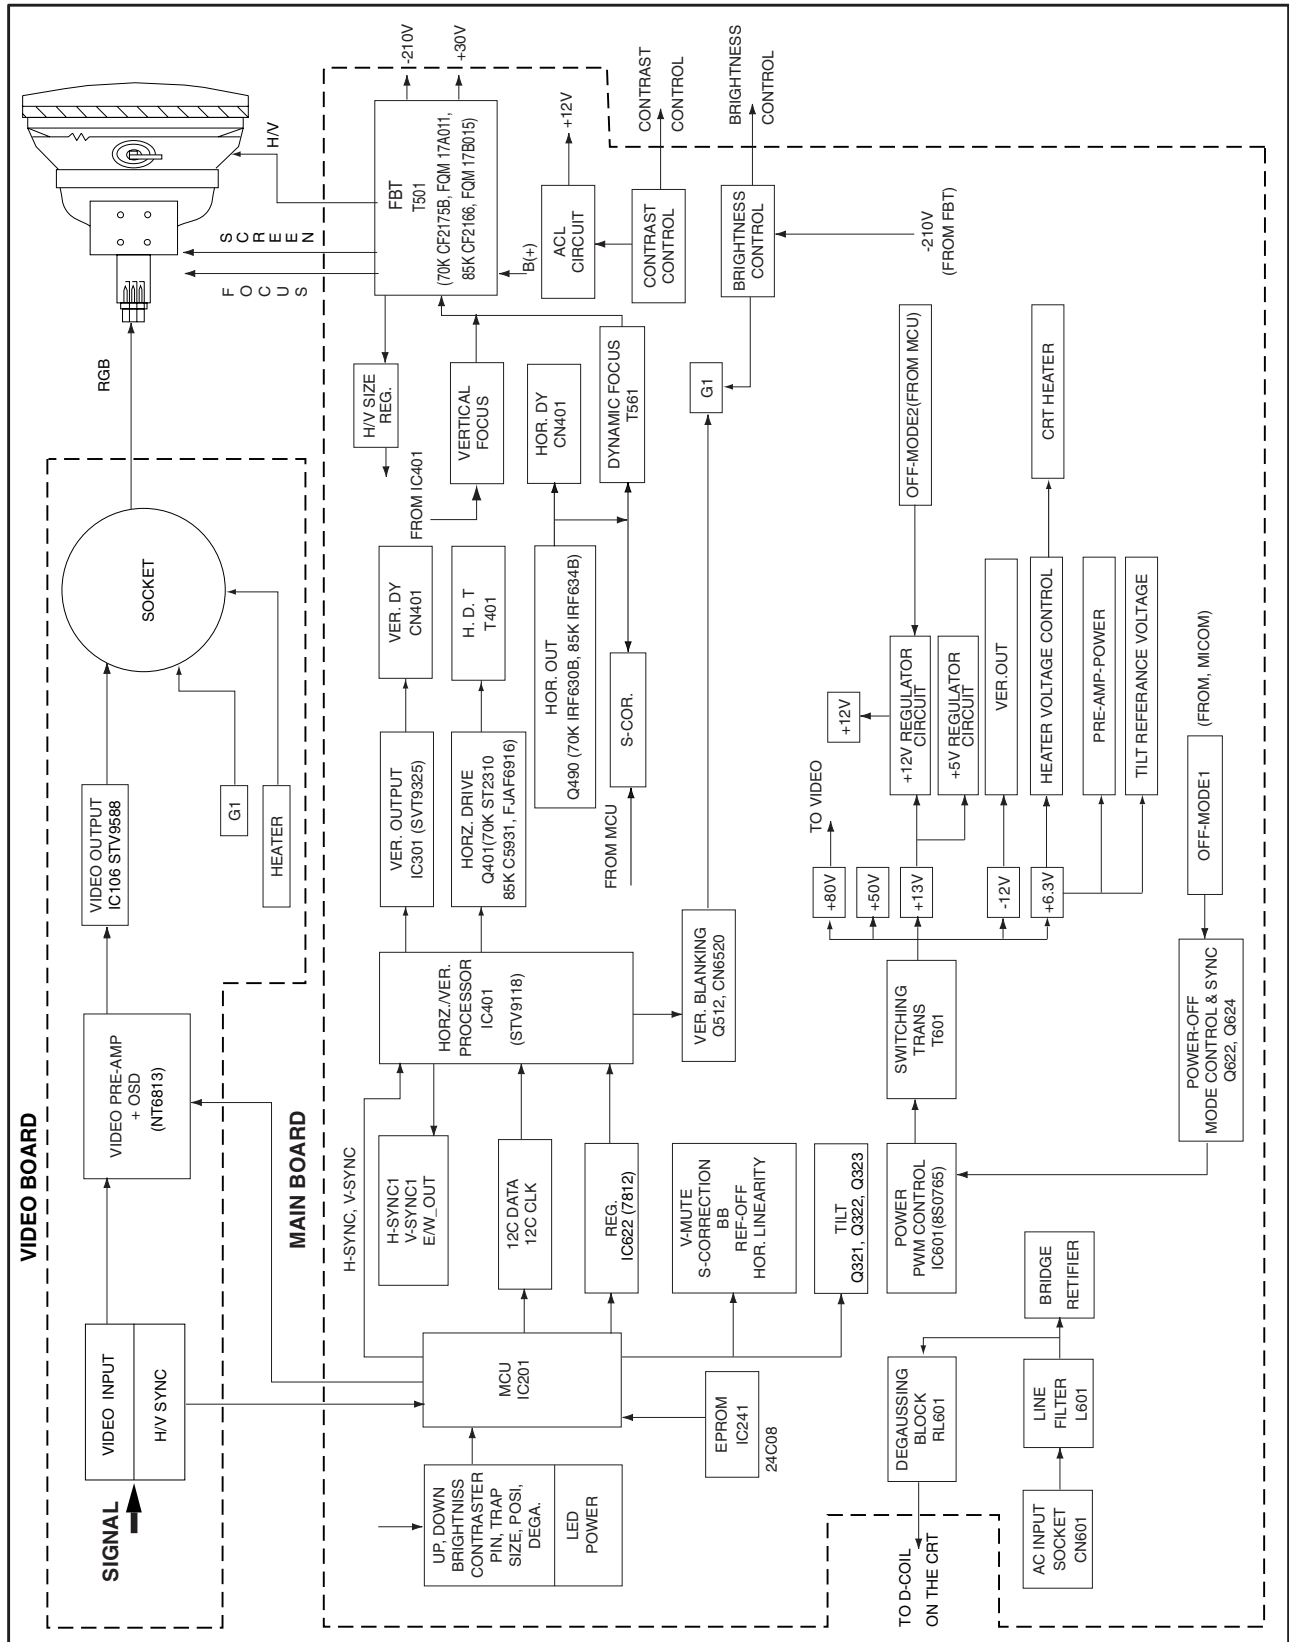 VIDEO BOARD
SIGNAL
VIDEO INPUT
H/V SYNC
VIDEO PRE-AMP
+ OSD
(NT6813)
VIDEO OUTPUT
IC106 STV9588
G1
HEATER
SOCKET
RGB
FOCUS
SCREEN
H/V
MAIN BOARD
UP, DOWN
BRIGHTNISS
CONTRASTER
PIN, TRAP
SIZE, POSI,
DEGA.
LED
POWER
MCU
IC201
EPROM
IC241
24C08
H-SYNC, V-SYNC
H-SYNC1
V-SYNC1
E/W_OUT
12C DATA
12C CLK
REG.
IC622 (7812)
V-MUTE
S-CORRECTION
BB
REF-OFF
HOR. LINEARITY
TILT
Q321, Q322, Q323
HORZ./VER.
PROCESSOR
IC401
(STV9118)
VER. BLANKING
Q512, CN6520
VER. OUTPUT
IC301 (SVT9325)
HORZ. DRIVE
Q401(70K ST2310
85K C5931, FJAF6916)
VER. DY
CN401
H. D. T
T401
FROM IC401
FROM MCU
S-COR.
HOR. OUT
Q490 (70K IRF630B, 85K IRF634B)
H/V SIZE
REG.
VERTICAL
FOCUS
HOR. DY
CN401
DYNAMIC FOCUS
T561
G1
FBT
T501
(70K CF2175B, FQM 17A011,
85K CF2166, FQM 17B015)
-210V
+30V
B(+)
ACL
CIRCUIT
+12V
CONTRAST
CONTROL
CONTRAST
CONTROL
BRIGHTNESS
CONTROL
BRIGHTNESS
CONTROL
-210V
(FROM FBT)
AC INPUT
SOCKET
CN601
LINE
FILTER
L601
BRIDGE
RETIFIER
DEGAUSSING
BLOCK
RL601
TO D-COIL
ON THE CRT
POWER
PWM CONTROL
IC601(8S0765)
SWITCHING
TRANS
T601
POWER-OFF
MODE CONTROL & SYNC
Q622, Q624
OFF-MODE1
(FROM, MICOM)
+80V
+50V
+13V
-12V
+6.3V
TO VIDEO
+12V
+12V REGULATOR
CIRCUIT
+5V REGULATOR
CIRCUIT
VER.OUT
HEATER VOLTAGE CONTROL
PRE-AMP-POWER
TILT REFERANCE VOLTAGE
OFF-MODE2(FROM MCU)
CRT HEATER